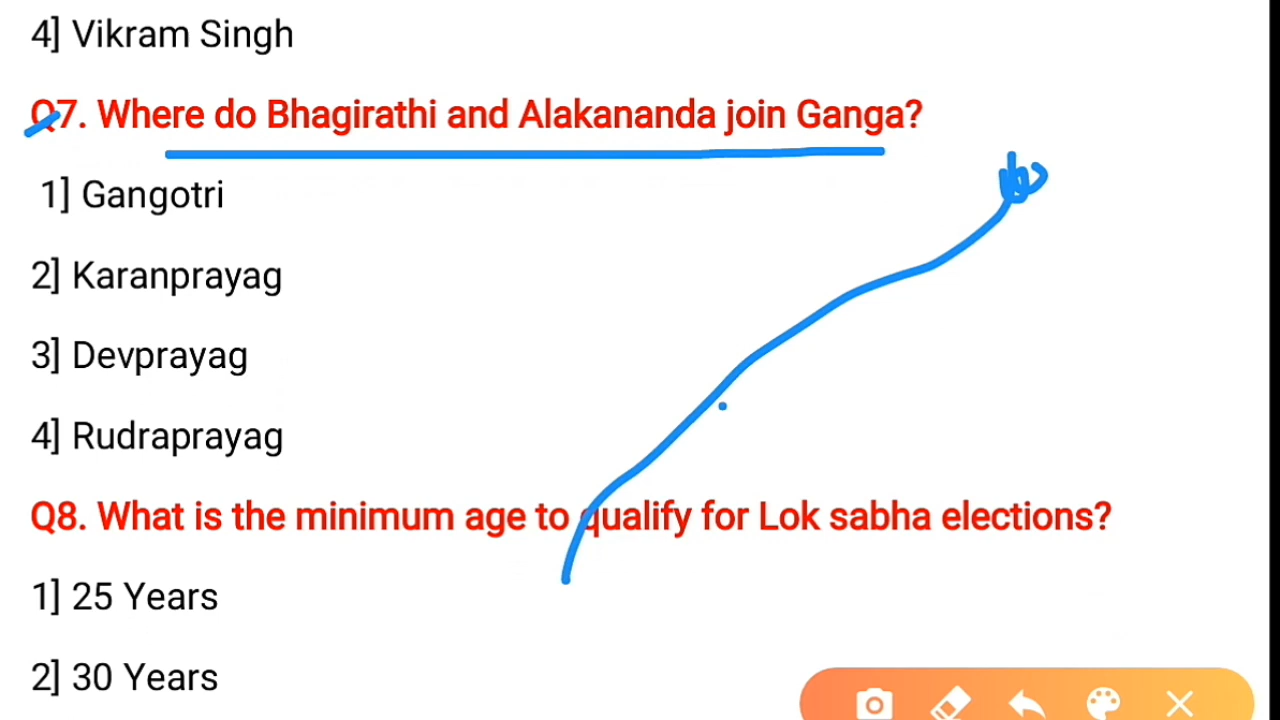 4] Vikram Singh
Q7. Where do Bhagirathi and Alakananda join Ganga?
1] Gangotri
2] Karanprayag
3] Devprayag
4] Rudraprayag
Q8. What is the minimum age to qualify for Lok sabha elections?
1] 25 Years
2] 30 Years